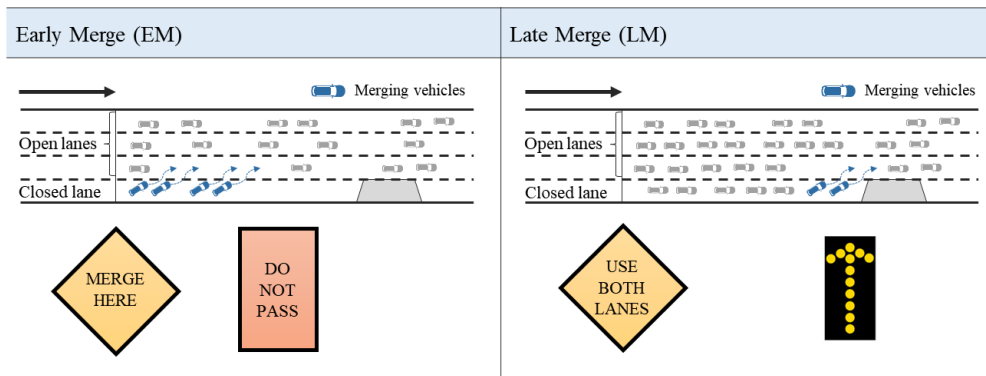 Early Merge (EM)
Late Merge (LM)
Merging vehicles
Open lanes
Closed lane
MERGE
HERE
DO
NOT
PASS
Merging vehicles
Open lanes
Closed lane
USE
BOTH
LANES